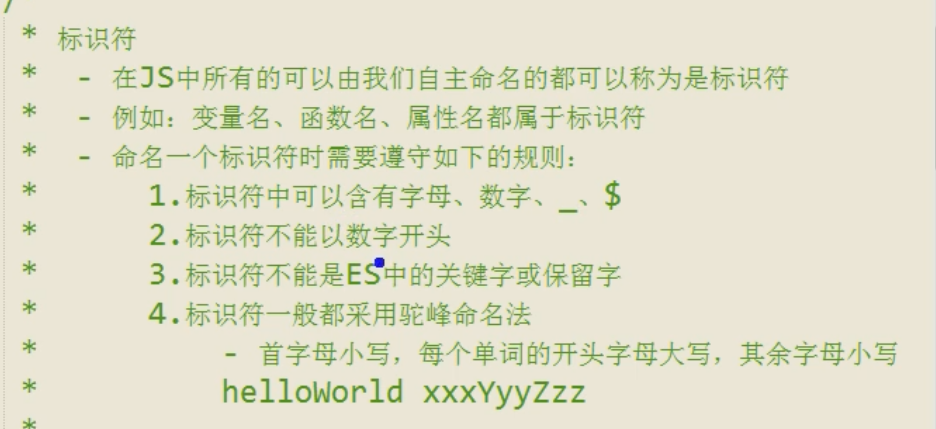 /
* 标识符
* - 在JS中所有的可以由我们自主命名的都可以称为是标识符
* - 例如：变量名、函数名、属性名都属于标识符
* - 命名一个标识符时需要遵守如下的规则：
* 1.标识符中可以含有字母、数字、_、$
* 2.标识符不能以数字开头
* 3.标识符不能是ES中的关键字或保留字
* 4.标识符一般都采用驼峰命名法
* - 首字母小写，每个单词的开头字母大写，其余字母小写
* helloWorld xxxYyyZzz
*